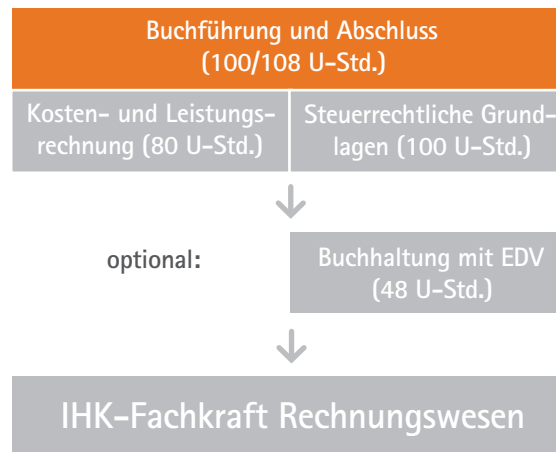 Buchführung und Abschluss
(100/108 U-Std.)
Kosten- und Leistungs-
rechnung (80 U-Std.)
Steuerrechtliche Grund-
lagen (100 U-Std.)
optional:
Buchhaltung mit EDV
(48 U-Std.)
IHK-Fachkraft Rechnungswesen